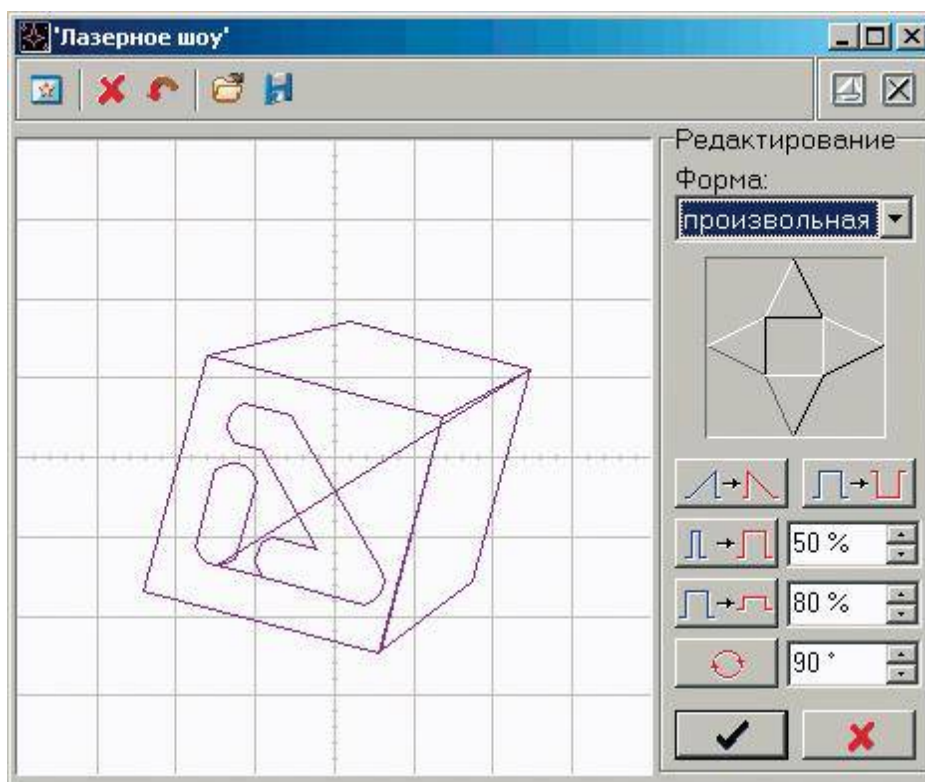 'Лазерное шоу'
Редактирование
Форма:
произвольная
50 %
80 %
90 °